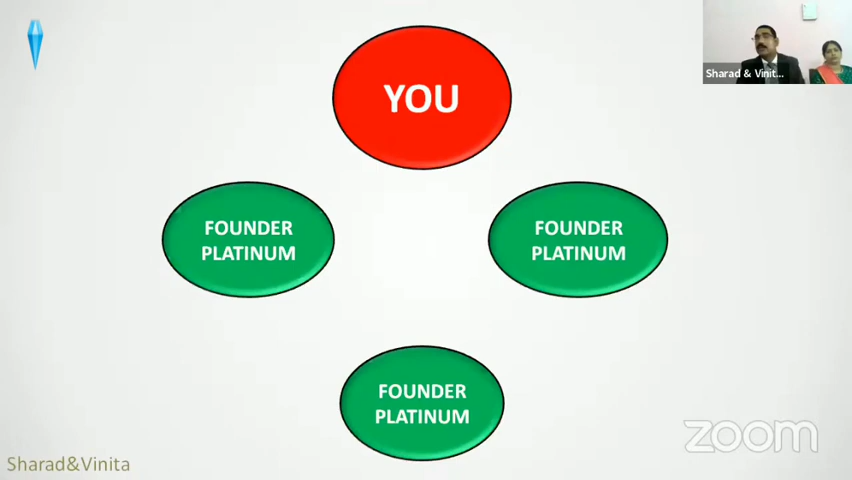 YOU
Sharad & Vinit...
FOUNDER
PLATINUM
FOUNDER
PLATINUM
FOUNDER
PLATINUM
zoom
Sharad&Vinita